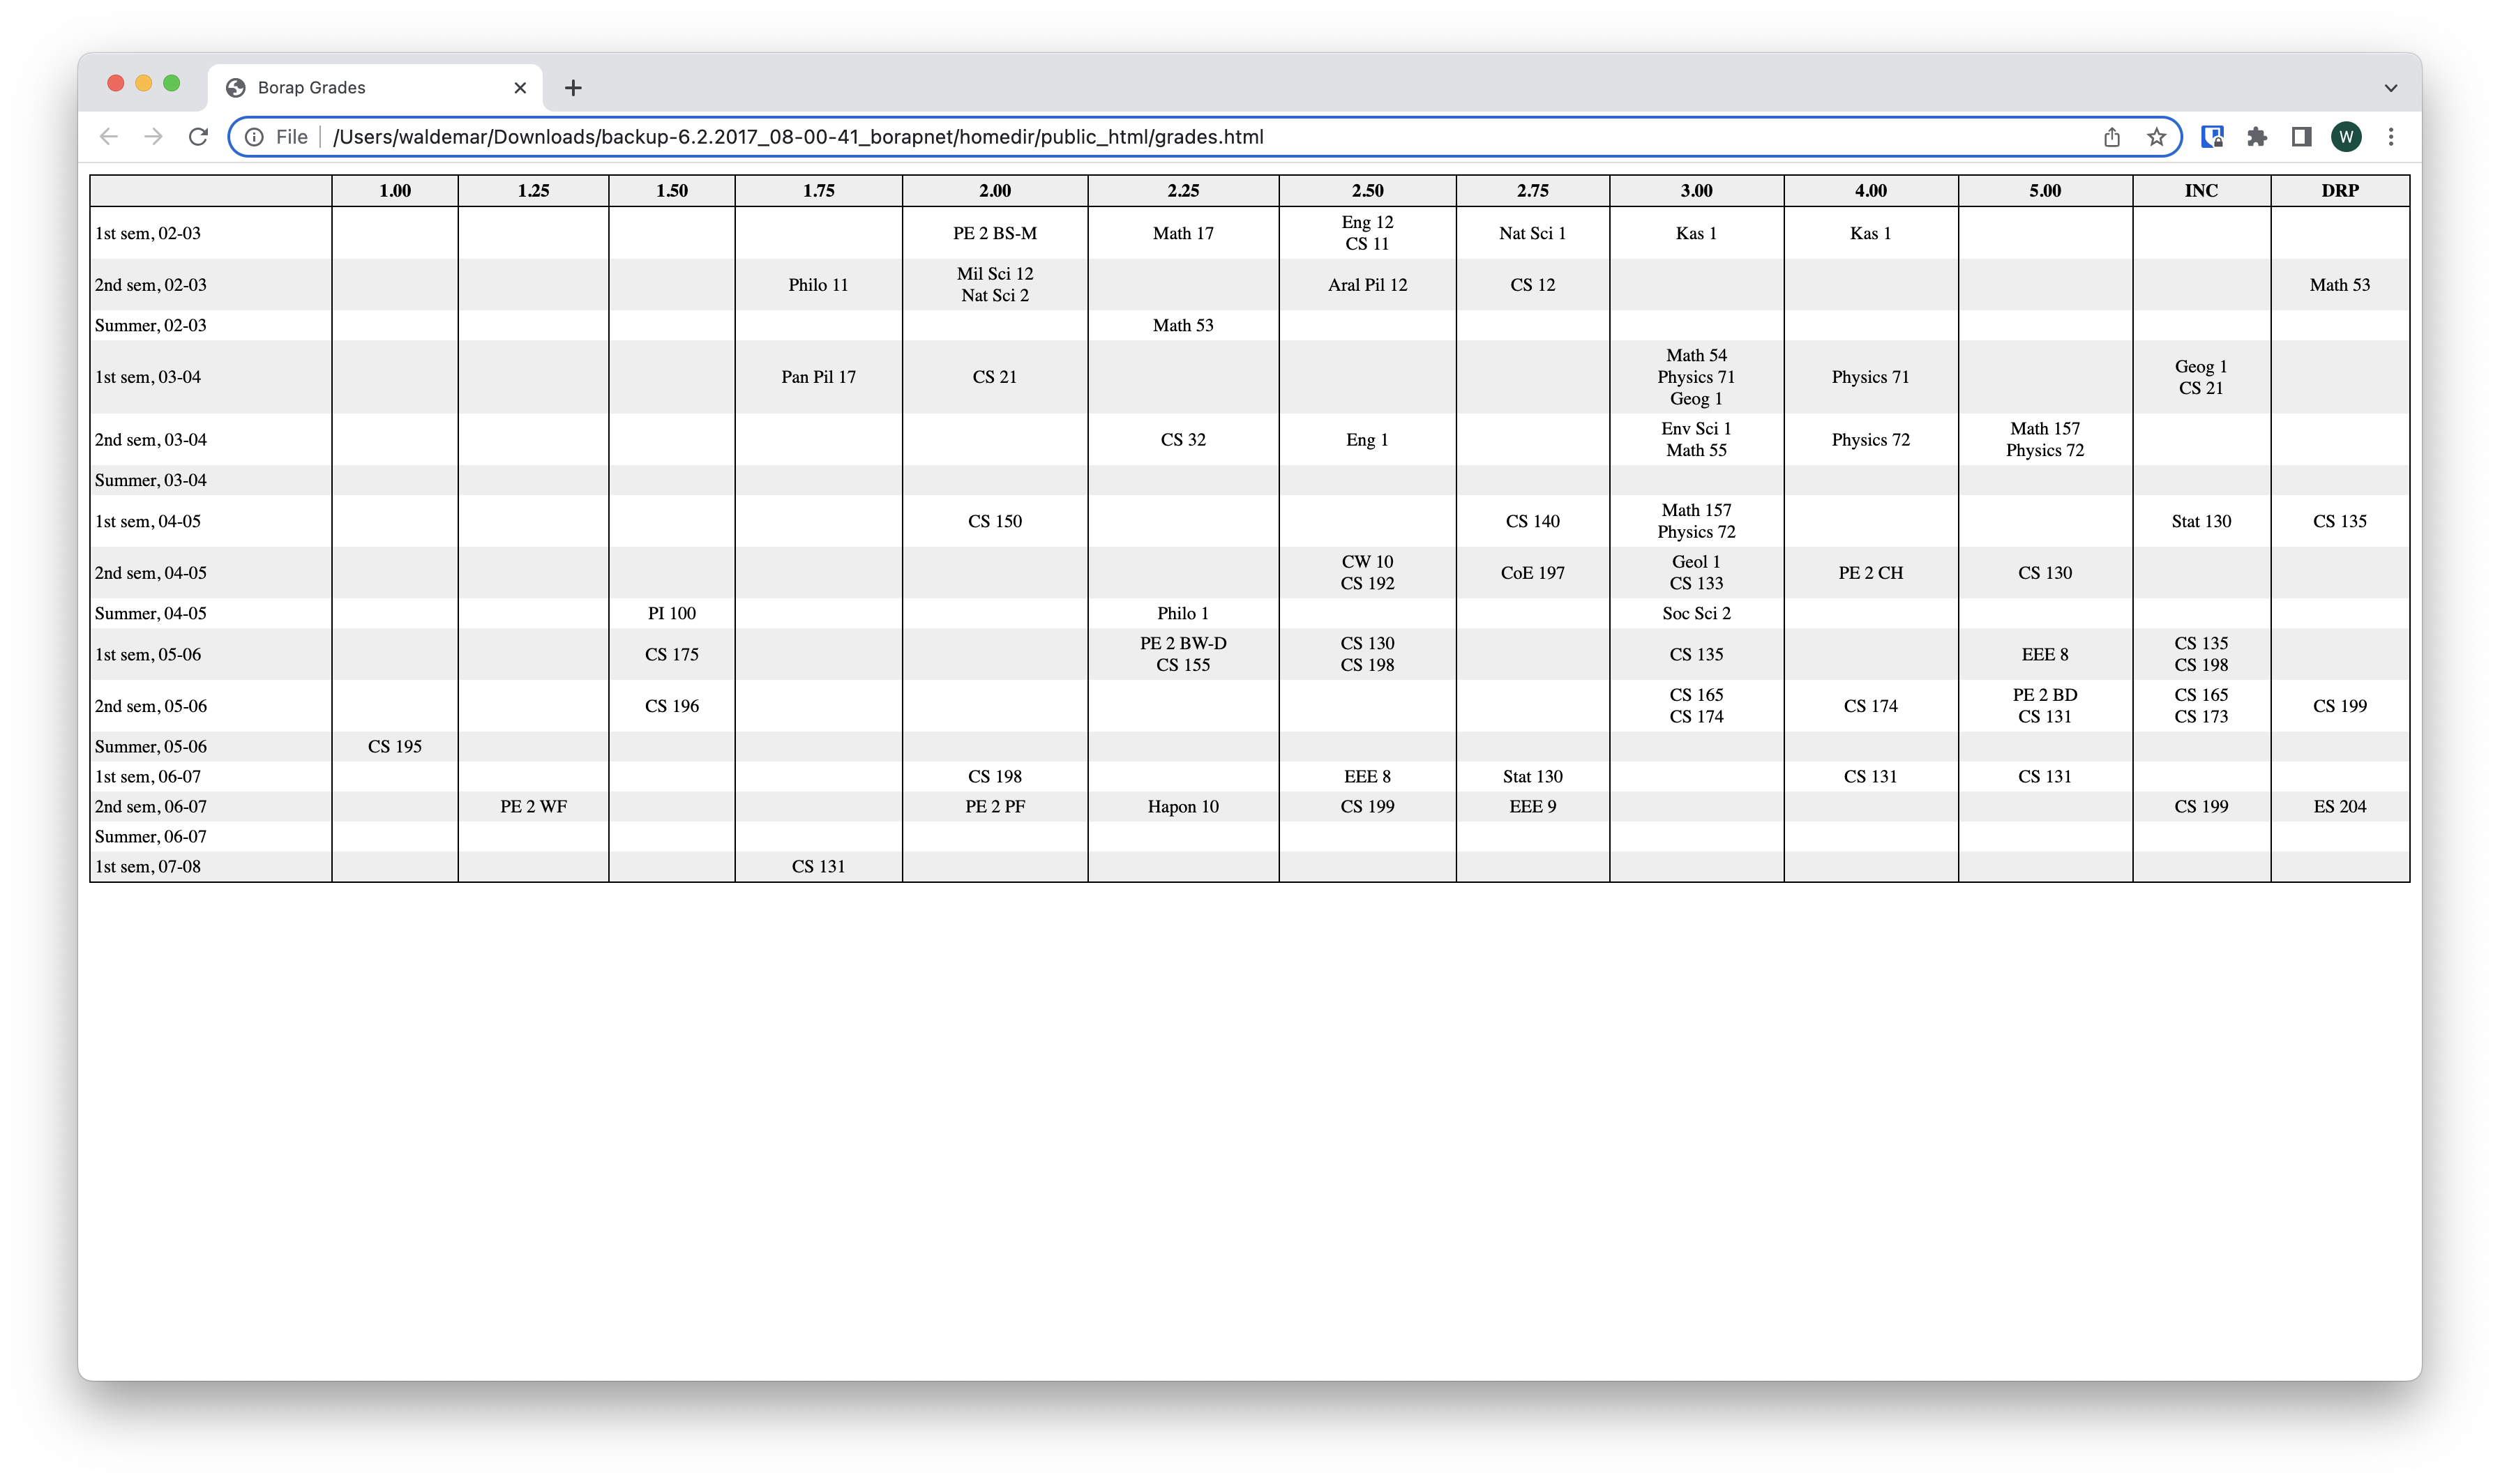 Borap Grades
File /Users/waldemar/Downloads/backup-6.2.2017_08-00-41_borapnet/homedir/public_html/grades.html
W
1.00 1.25 1.50 1.75 2.00 2.25 2.50 2.75 3.00 4.00 5.00 INC DRP
1st sem, 02-03 PE 2 BS-M Math 17 Eng 12 CS 11 Nat Sci 1 Kas 1 Kas 1
2nd sem, 02-03 Philo 11 Mil Sci 12 Nat Sci 2 Aral Pil 12 CS 12 Math 53
Summer, 02-03 Math 53
1st sem, 03-04 Pan Pil 17 CS 21 Math 54 Physics 71 Geog 1 Physics 71 Geog 1 CS 21
2nd sem, 03-04 CS 32 Eng 1 Env Sci 1 Math 55 Physics 72 Math 157 Physics 72
Summer, 03-04
1st sem, 04-05 CS 150 CS 140 Math 157 Physics 72 Stat 130 CS 135
2nd sem, 04-05 CW 10 CS 192 CoE 197 Geol 1 CS 133 PE 2 CH CS 130
Summer, 04-05 PI 100 Philo 1 Soc Sci 2
1st sem, 05-06 CS 175 PE 2 BW-D CS 155 CS 130 CS 198 CS 135 EEE 8 CS 135 CS 198
2nd sem, 05-06 CS 196 CS 165 CS 174 CS 174 PE 2 BD CS 131 CS 165 CS 173 CS 199
Summer, 05-06 CS 195
1st sem, 06-07 CS 198 EEE 8 Stat 130 CS 131 CS 131
2nd sem, 06-07 PE 2 WF PE 2 PF Hapon 10 CS 199 EEE 9 CS 199 ES 204
Summer, 06-07
1st sem, 07-08 CS 131